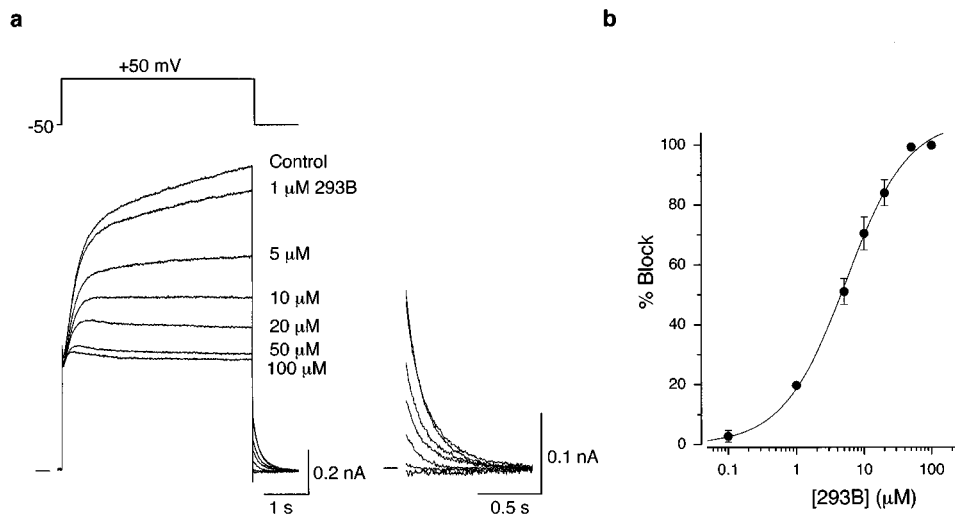 a
b
+50 mV
-50
Control
1 μM 293B
5 μM
10 μM
20 μM
50 μM
100 μM
0.2 nA
1 s
0.1 nA
0.5 s
% Block
100
80
60
40
20
0
0.1
1
10
100
[293B] (μM)